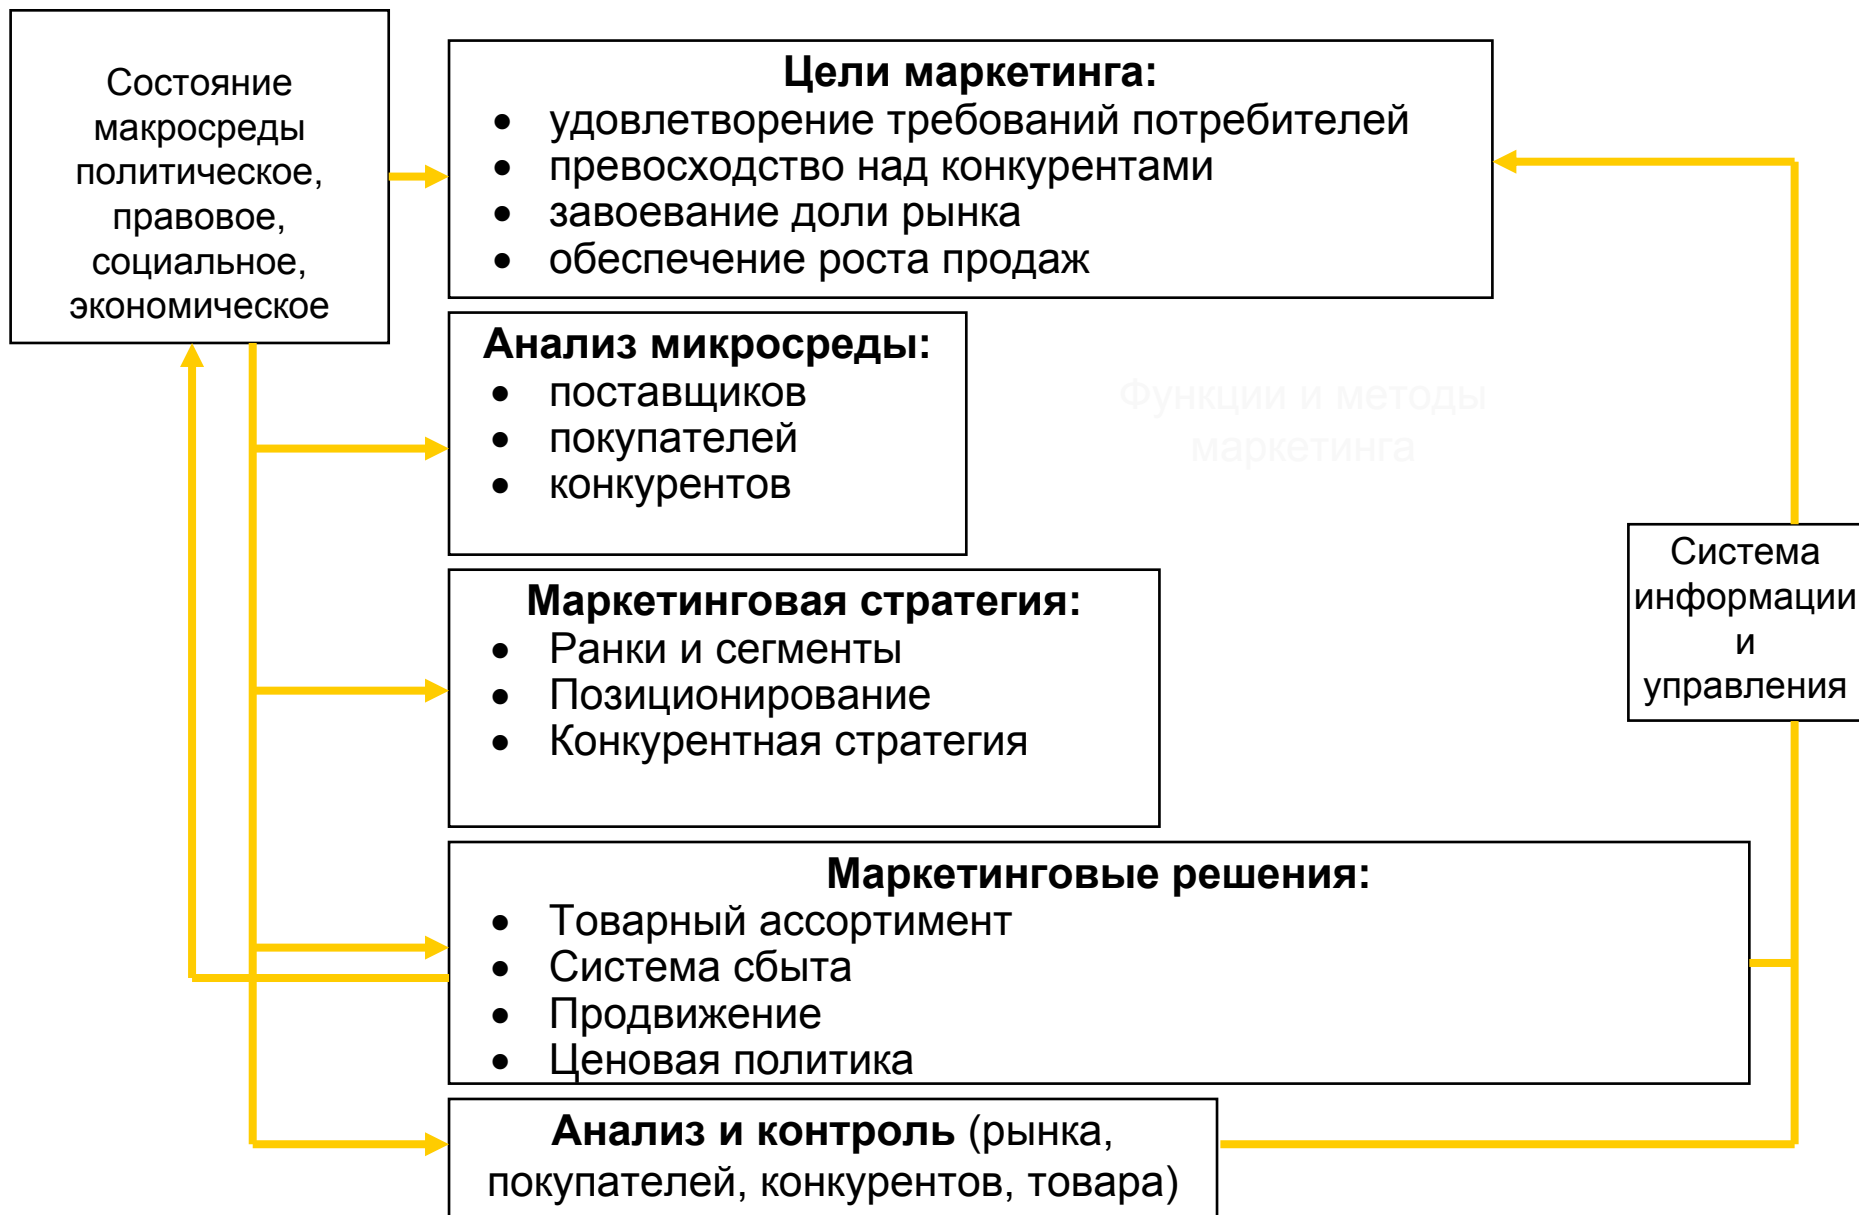 Состояние
макросреды
политическое,
правовое,
социальное,
экономическое
Цели маркетинга:
• удовлетворение требований потребителей
• превосходство над конкурентами
• завоевание доли рынка
• обеспечение роста продаж
Анализ микросреды:
• поставщиков
• покупателей
• конкурентов
Функции и методы
маркетинга
Система
информации
и
управления
Маркетинговая стратегия:
• Ранки и сегменты
• Позиционирование
• Конкурентная стратегия
Маркетинговые решения:
• Товарный ассортимент
• Система сбыта
• Продвижение
• Ценовая политика
Анализ и контроль (рынка,
покупателей, конкурентов, товара)